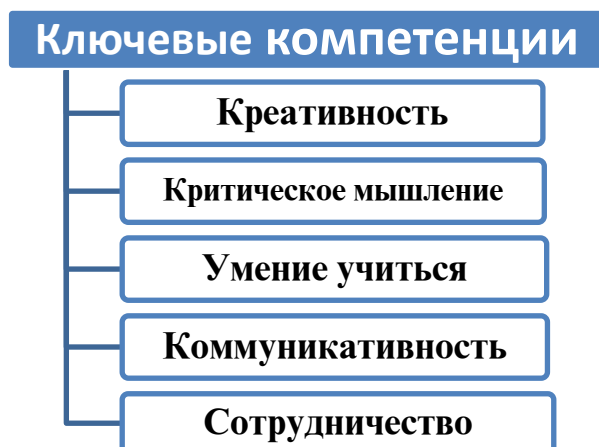 Ключевые компетенции
Креативность
Критическое мышление
Умение учиться
Коммуникативность
Сотрудничество